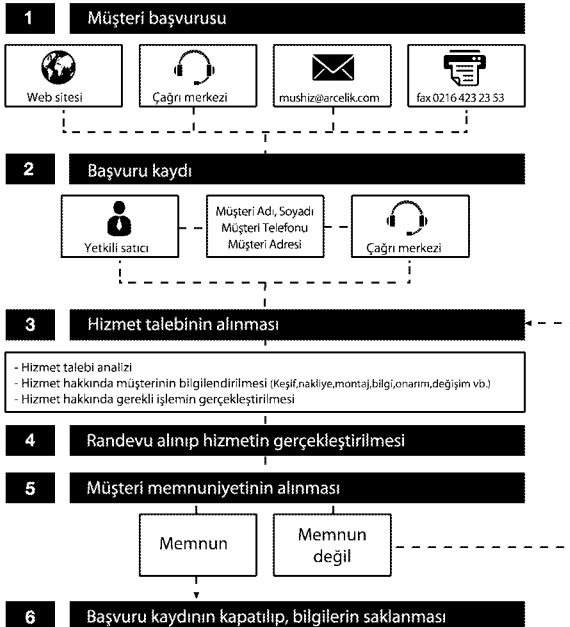 1 Müşteri başvurusu
Web sitesi
Çağrı merkezi
mushiz@arcelik.com
fax 0216 423 23 53
2 Başvuru kaydı
Yetkili satıcı
Müşteri Adı, Soyadı
Müşteri Telefonu
Müşteri Adresi
Çağrı merkezi
3 Hizmet talebinin alınması
- Hizmet talebi analizi
- Hizmet hakkında müşterinin bilgilendirilmesi (Keşif,nakliye,montaj,bilgi,onarım,değişim vb.)
- Hizmet hakkında gerekli işlemin gerçekleştirilmesi
4 Randevu alınıp hizmetin gerçekleştirilmesi
5 Müşteri memnuniyetinin alınması
Memnun
Memnun
değil
6 Başvuru kaydının kapatılıp, bilgilerin saklanması